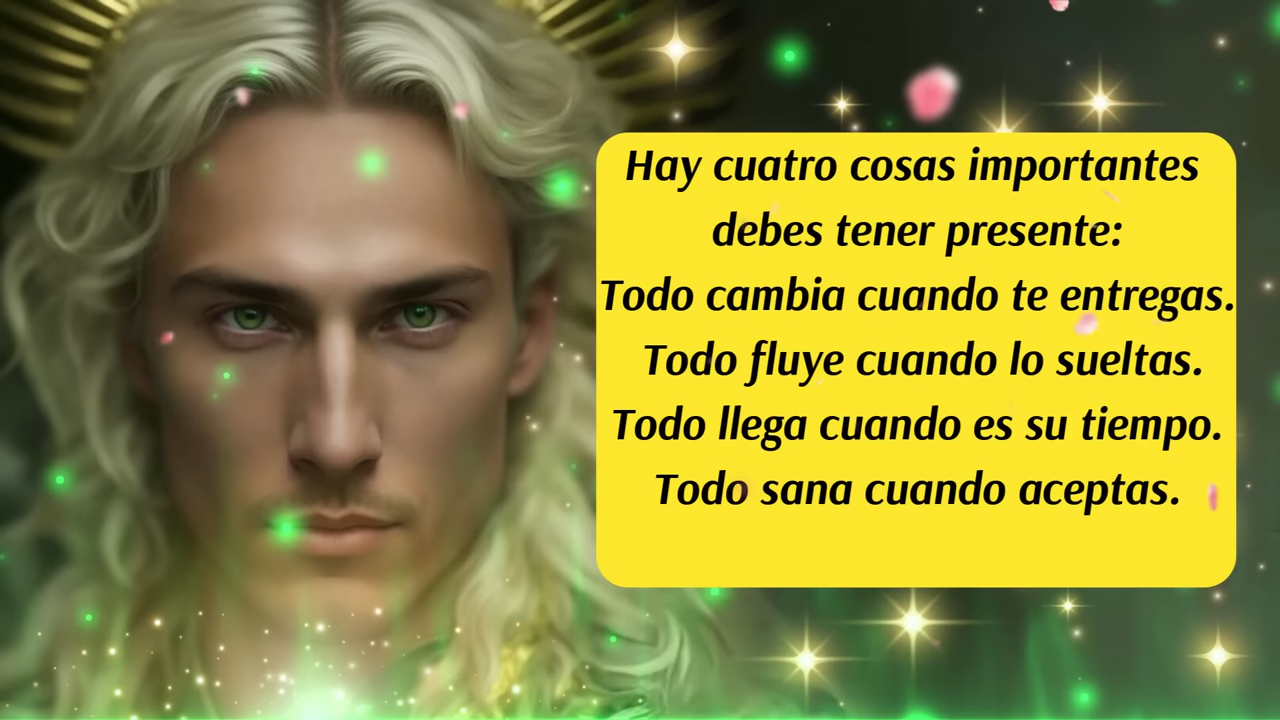 Hay cuatro cosas importantes
debes tener presente:
Todo cambia cuando te entregas.
Todo fluye cuando lo sueltas.
Todo llega cuando es su tiempo.
Todo sana cuando aceptas.